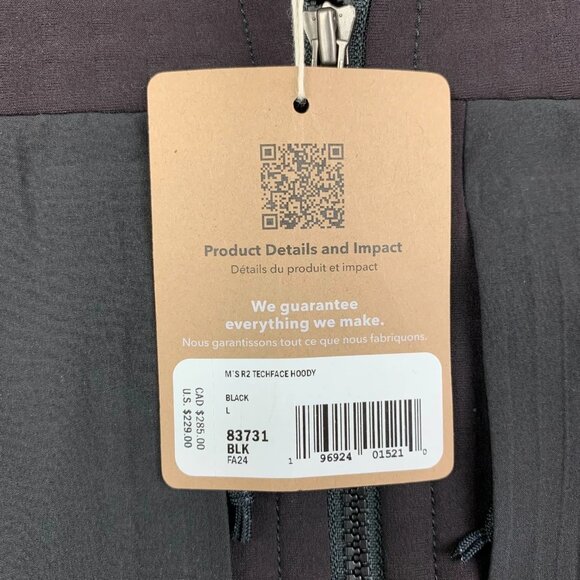 Product Details and Impact
Détails du produit et impact
We guarantee
everything we make.
Nous garantissons tout ce que nous fabriquons.
CAD $285.00
U.S. $229.00
M'S R2 TECHFACE HOODY
BLACK
L
83731
BLK
FA24
1 96924 01521 0